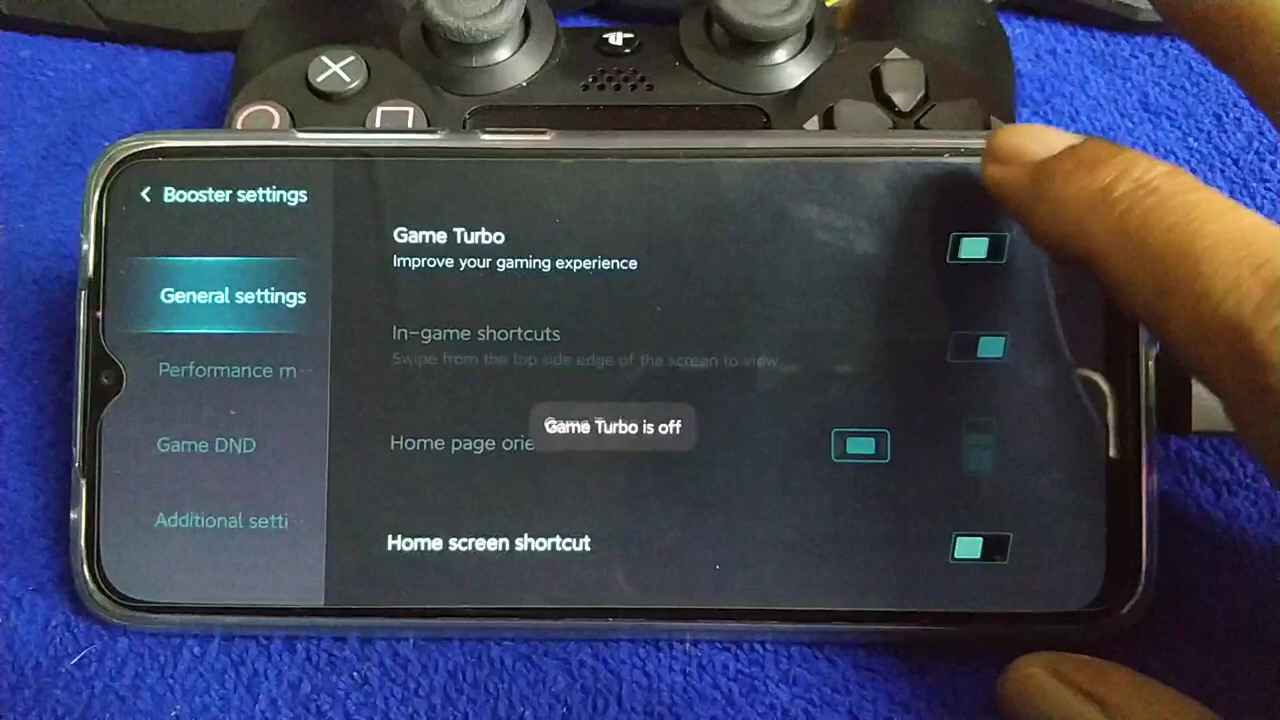 Booster settings
General settings
Performance m...
Game DND
Additional setti...
Game Turbo
Improve your gaming experience
In-game shortcuts
Swipe from the top side edge of the screen to view
Home page orie
Game Turbo is off
Home screen shortcut